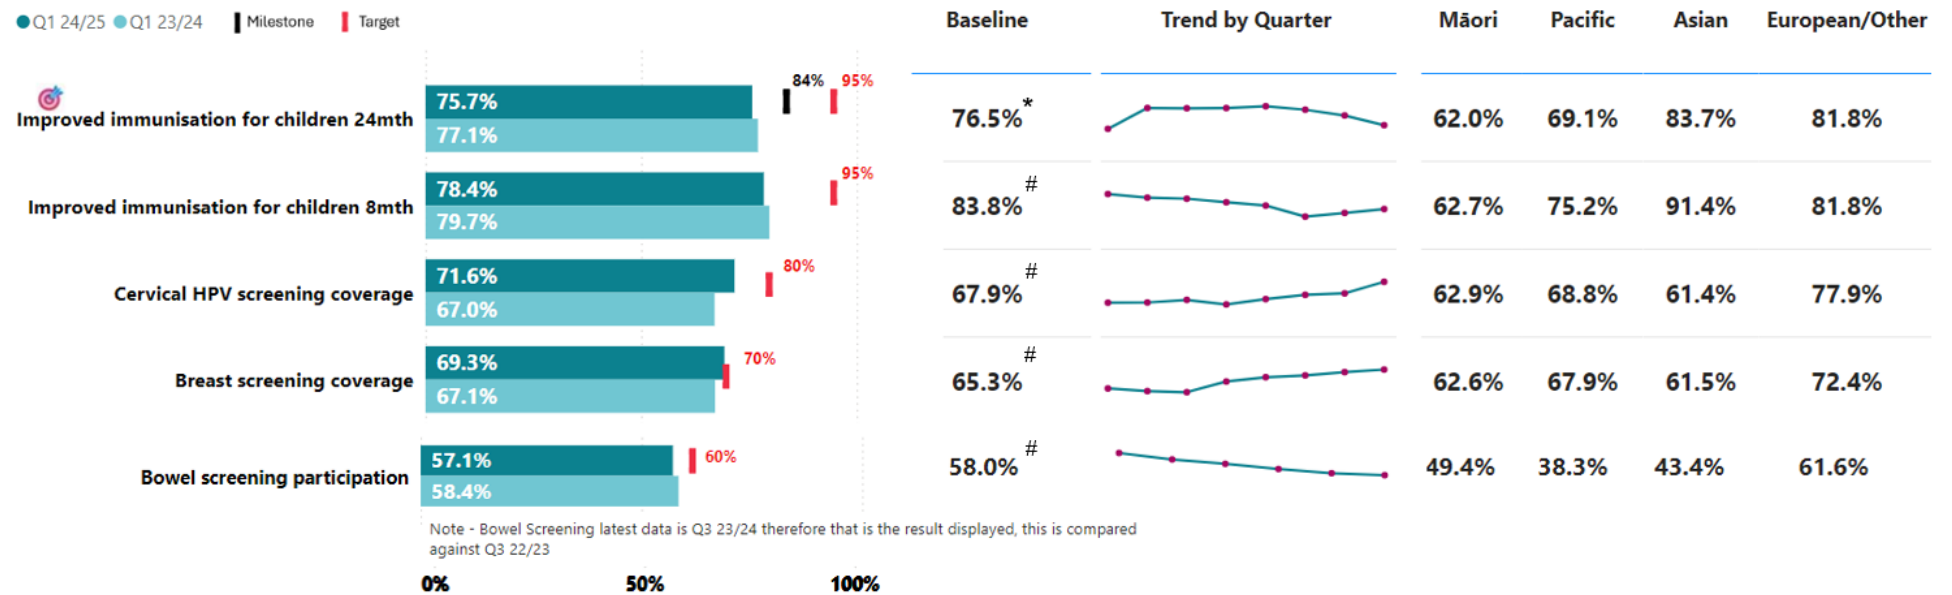 Q1 24/25 Q1 23/24 Milestone Target
Baseline Trend by Quarter Māori Pacific Asian European/Other
Improved immunisation for children 24mth 75.7% 77.1% 84% 95% 76.5%* 62.0% 69.1% 83.7% 81.8%
Improved immunisation for children 8mth 78.4% 79.7% 95% 83.8%# 62.7% 75.2% 91.4% 81.8%
Cervical HPV screening coverage 71.6% 67.0% 80% 67.9%# 62.9% 68.8% 61.4% 77.9%
Breast screening coverage 69.3% 67.1% 70% 65.3%# 62.6% 67.9% 61.5% 72.4%
Bowel screening participation 57.1% 58.4% 60% 58.0%# 49.4% 38.3% 43.4% 61.6%
Note - Bowel Screening latest data is Q3 23/24 therefore that is the result displayed, this is compared
against Q3 22/23
0% 50% 100%